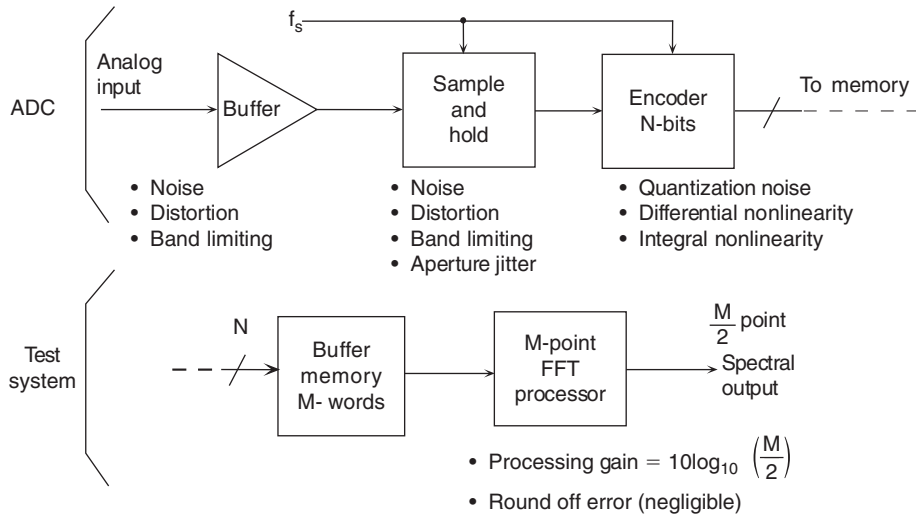 f_s
ADC
Analog
input
Buffer
Sample
and
hold
Encoder
N-bits
To memory
• Noise
• Distortion
• Band limiting
• Noise
• Distortion
• Band limiting
• Aperture jitter
• Quantization noise
• Differential nonlinearity
• Integral nonlinearity
Test
system
N
Buffer
memory
M- words
M-point
FFT
processor
M/2 point
Spectral
output
• Processing gain = 10log₁₀ (M/2)
• Round off error (negligible)